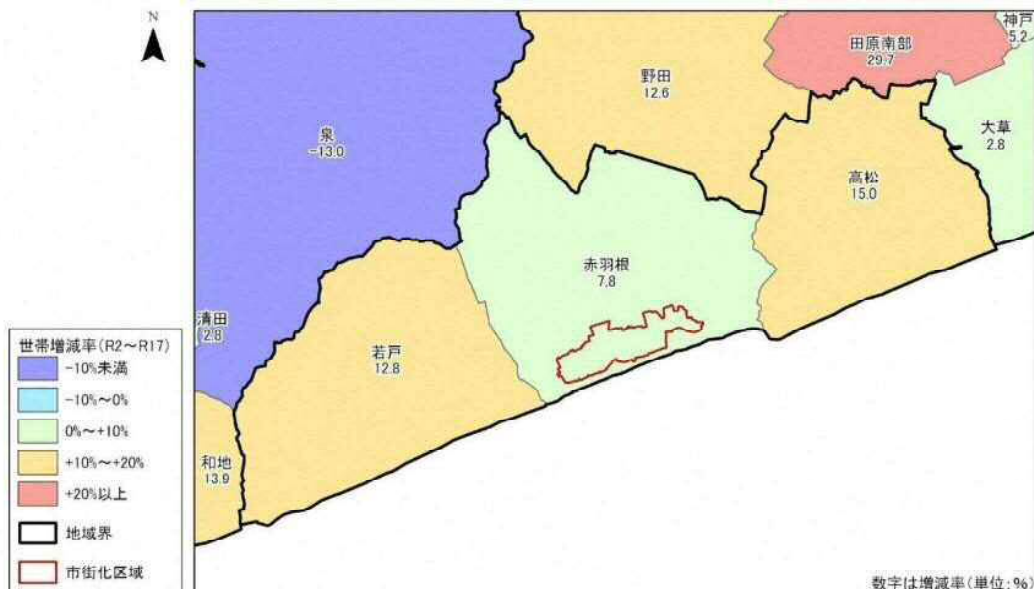 N
神戸
5.2
田原南部
29.7
野田
12.6
大草
2.8
泉
-13.0
高松
15.0
赤羽根
7.8
清田
2.8
若戸
12.8
和地
13.9
世帯増減率(R2～R17)
-10%未満
-10%～0%
0%～+10%
+10%～+20%
+20%以上
地域界
市街化区域
数字は増減率(単位:%)